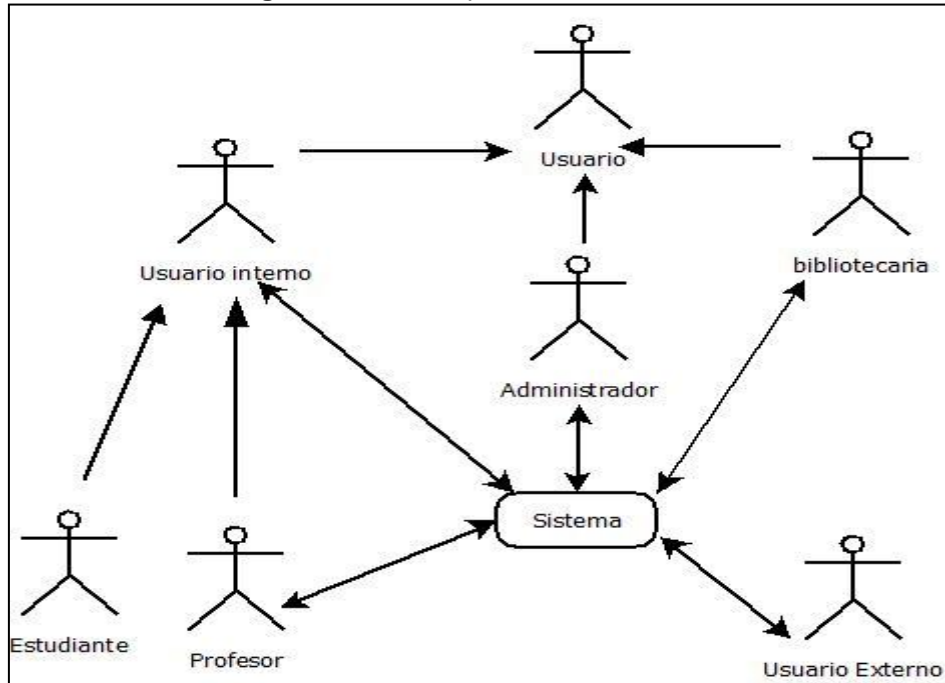 Usuario
Usuario interno
bibliotecaria
Administrador
Sistema
Estudiante
Profesor
Usuario Externo